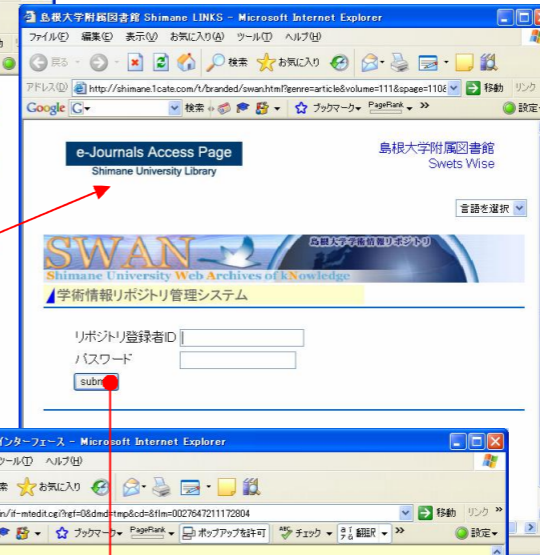 島根大学附属図書館 Shimane LINKS - Microsoft Internet Explorer
ファイル(F) 編集(E) 表示(V) お気に入り(A) ツール(T) ヘルプ(H)
戻る 検索 お気に入り
アドレス(D) http://shimane.1cate.com/t/branded/swan.html?genre=article&volume=111&spage=110 移動 リンク
Google G 検索 ブックマーク PageRank » 設定
e-Journals Access Page
Shimane University Library
島根大学附属図書館
Swets Wise
言語を選択
SWAN
島根大学学術情報リポジトリ
Shimane University Web Archives of kNowledge
学術情報リポジトリ管理システム
リポジトリ登録者ID
パスワード
インターフェース - Microsoft Internet Explorer
ツール(T) ヘルプ(H)
索 お気に入り
n/if-mtedit.cgi?rgf=0&dmd=tmp&cd=&flm=0027647211172804 移動 リンク »
ブックマーク PageRank ポップアップを許可 チェック 翻訳 » 設定